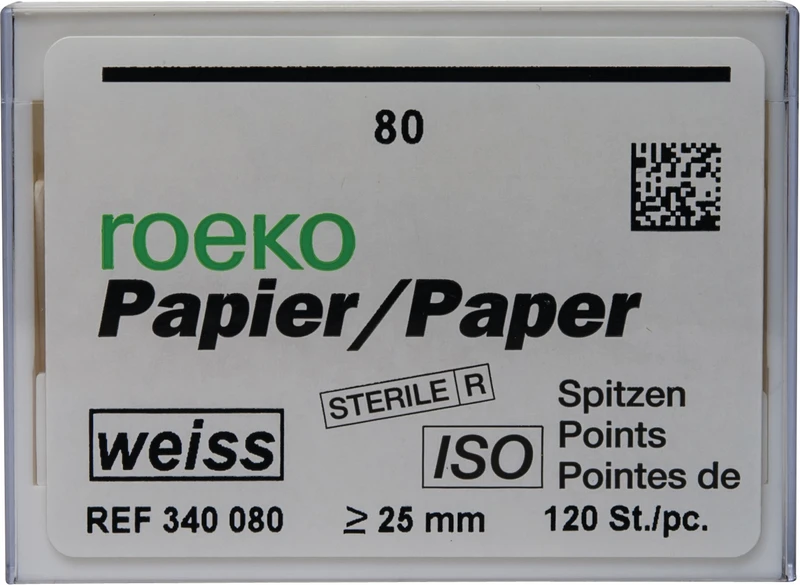 80
roeko
Papier/Paper
STERILE R
weiss
ISO
Spitzen
Points
Pointes de
REF 340 080 ≥ 25 mm 120 St./pc.